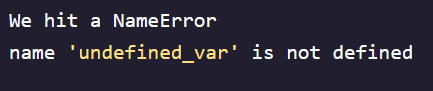 We hit a NameError
name 'undefined_var' is not defined